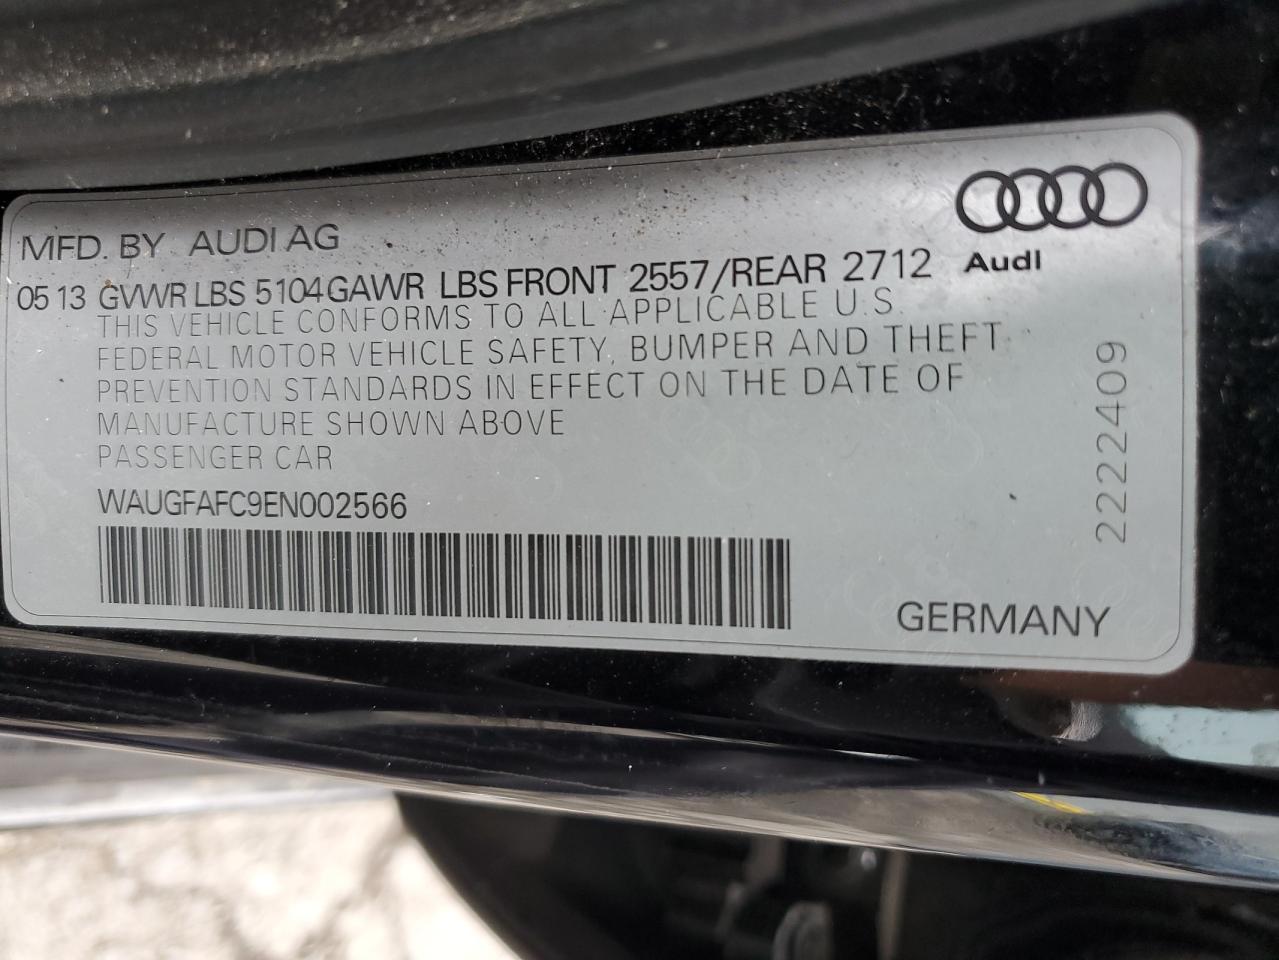 MFD. BY AUDI AG
Audi
05 13 GVWR LBS 5104 GAWR LBS FRONT 2557/REAR 2712
THIS VEHICLE CONFORMS TO ALL APPLICABLE U.S.
FEDERAL MOTOR VEHICLE SAFETY, BUMPER AND THEFT
PREVENTION STANDARDS IN EFFECT ON THE DATE OF
MANUFACTURE SHOWN ABOVE
PASSENGER CAR
WAUGFAFC9EN002566
2222409
GERMANY